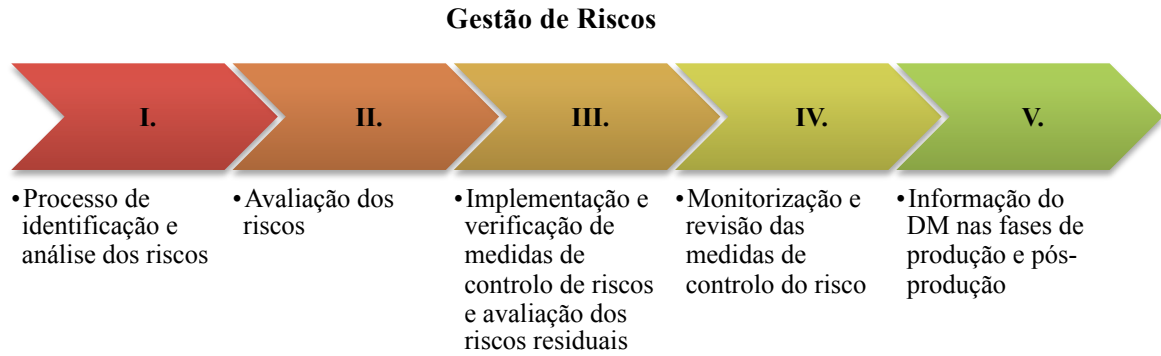 Gestão de Riscos
I.
II.
III.
IV.
V.
•Processo de
identificação e
análise dos riscos
•Avaliação dos
riscos
•Implementação e
verificação de
medidas de
controlo de riscos
e avaliação dos
riscos residuais
•Monitorização e
revisão das
medidas de
controlo do risco
•Informação do
DM nas fases de
produção e pós-
produção